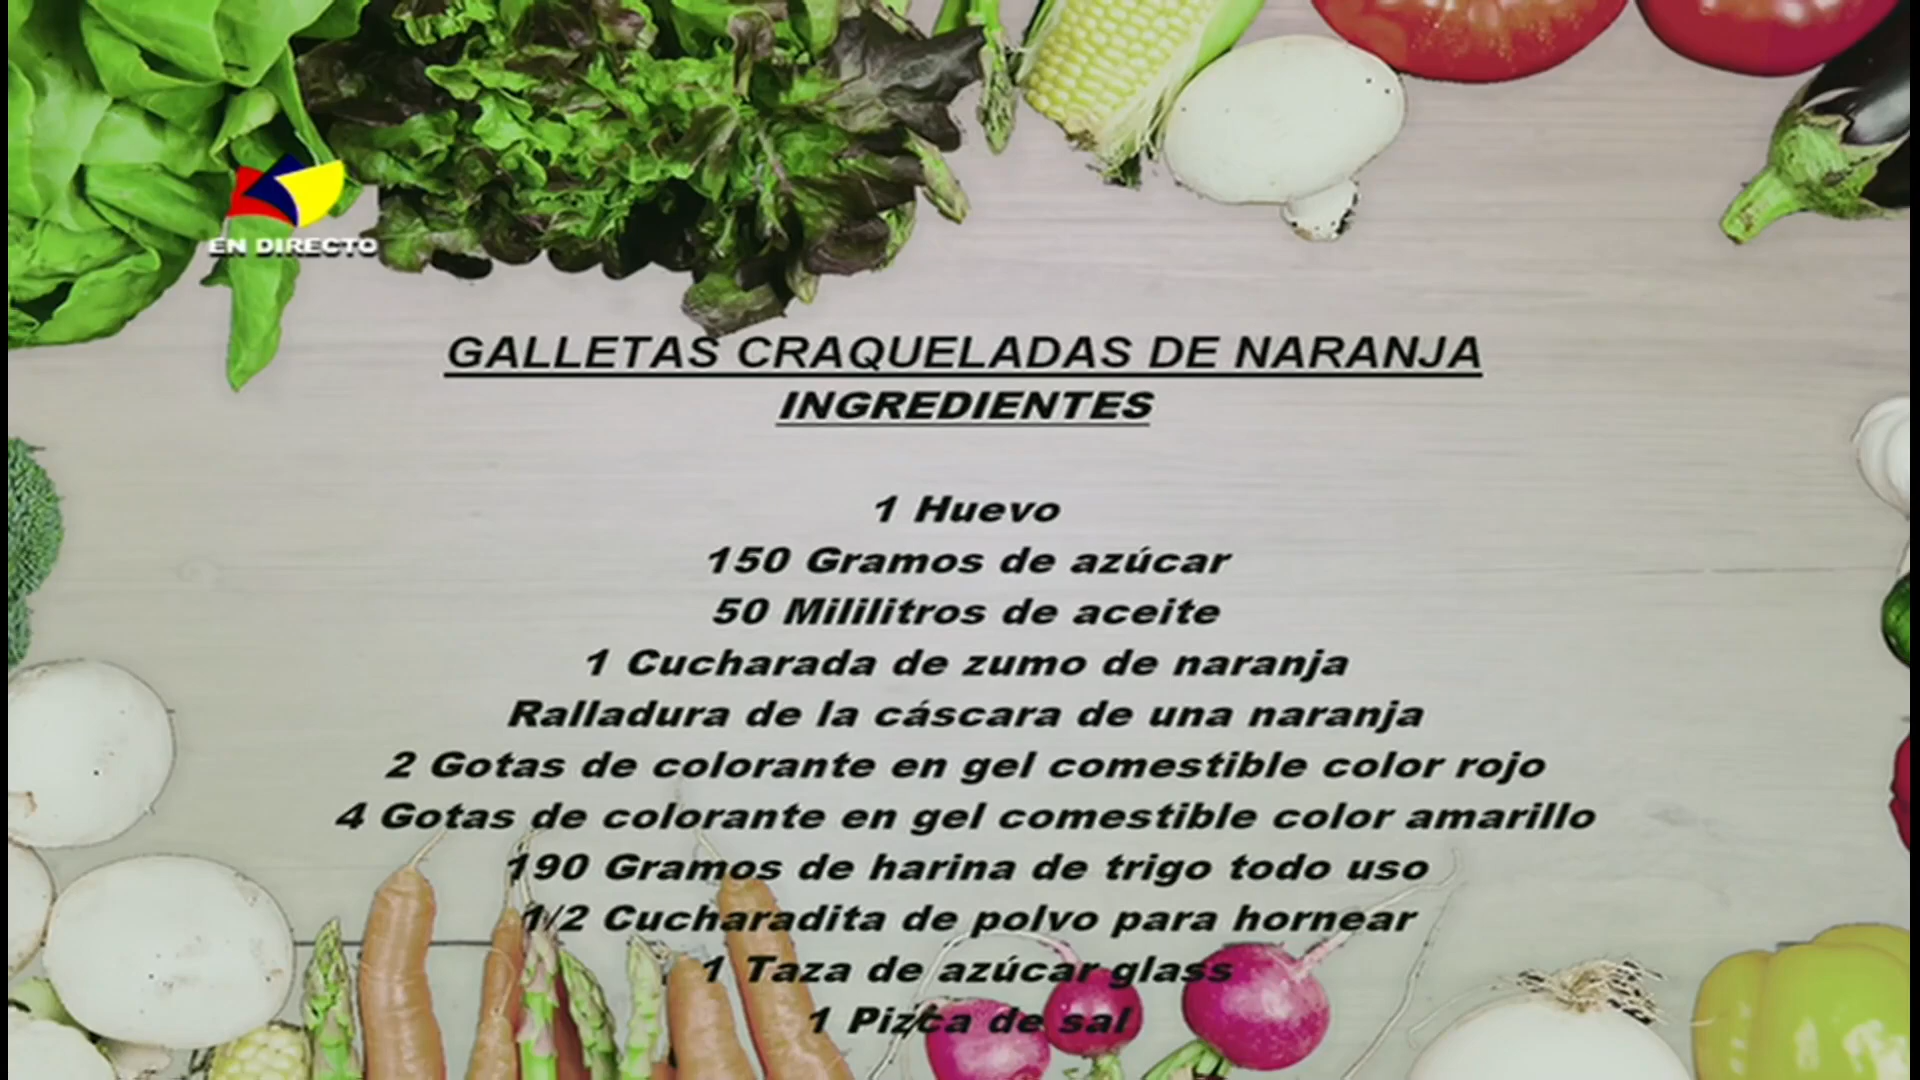 EN DIRECTO
GALLETAS CRAQUELADAS DE NARANJA
INGREDIENTES
1 Huevo
150 Gramos de azúcar
50 Mililitros de aceite
1 Cucharada de zumo de naranja
Ralladura de la cáscara de una naranja
2 Gotas de colorante en gel comestible color rojo
4 Gotas de colorante en gel comestible color amarillo
190 Gramos de harina de trigo todo uso
1/2 Cucharadita de polvo para hornear
1 Taza de azúcar glass
1 Pizca de sal